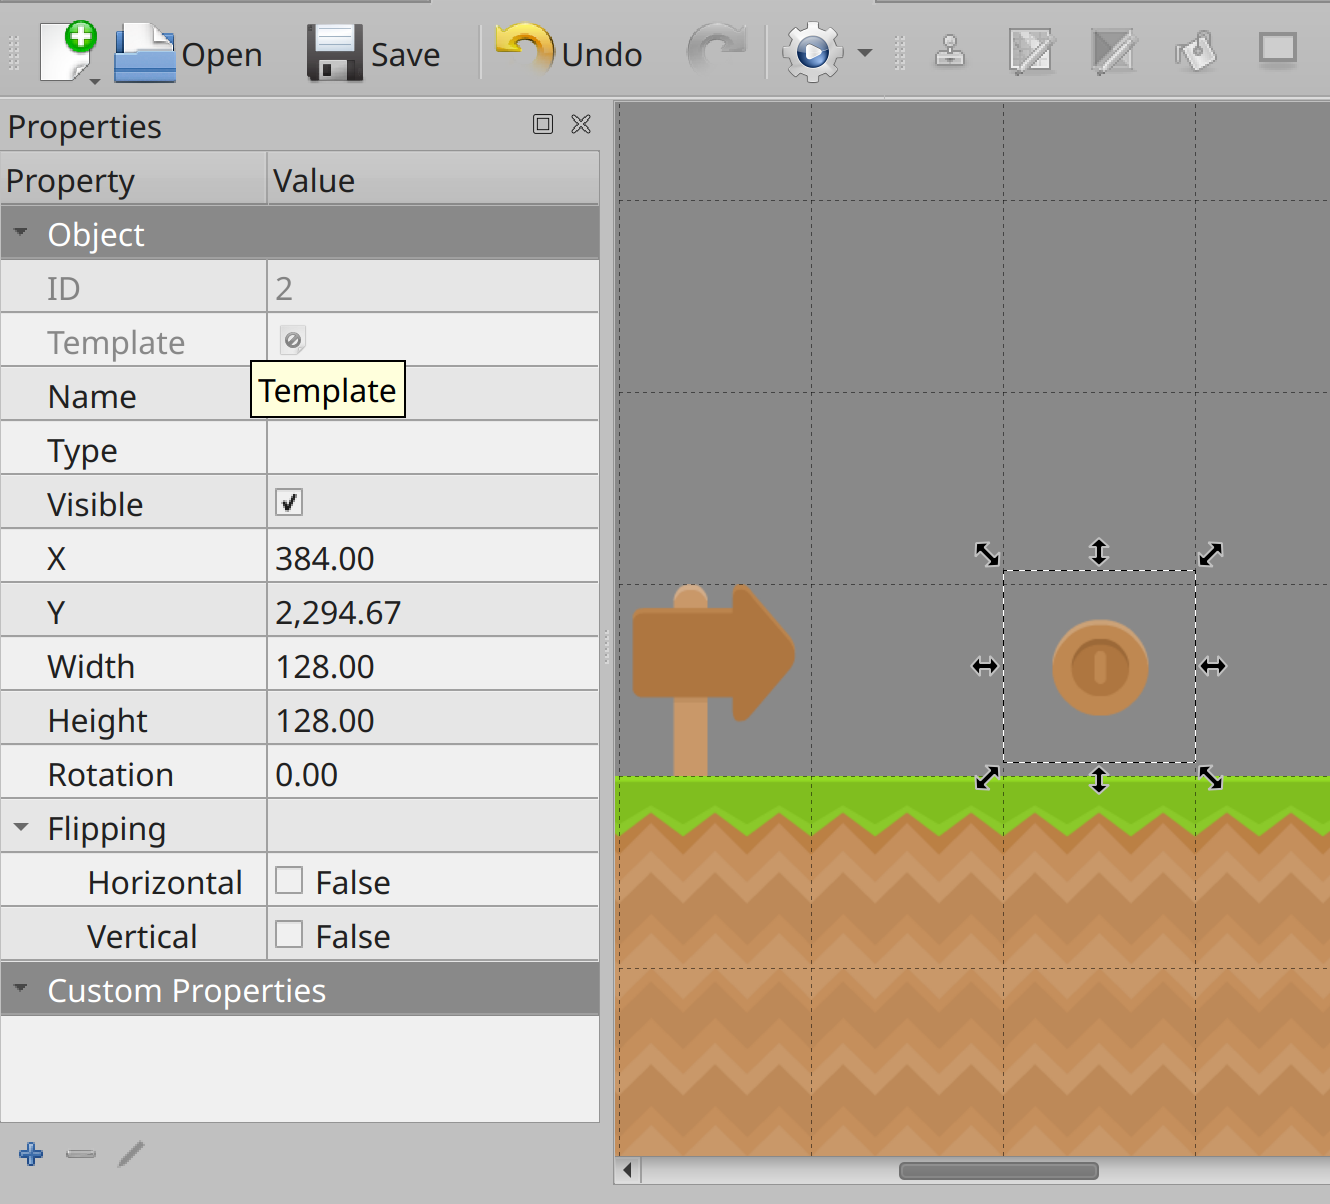 Open Save Undo
Properties
Property Value
Object
ID 2
Template
Template
Name
Type
Visible
X 384.00
Y 2,294.67
Width 128.00
Height 128.00
Rotation 0.00
Flipping
Horizontal False
Vertical False
Custom Properties